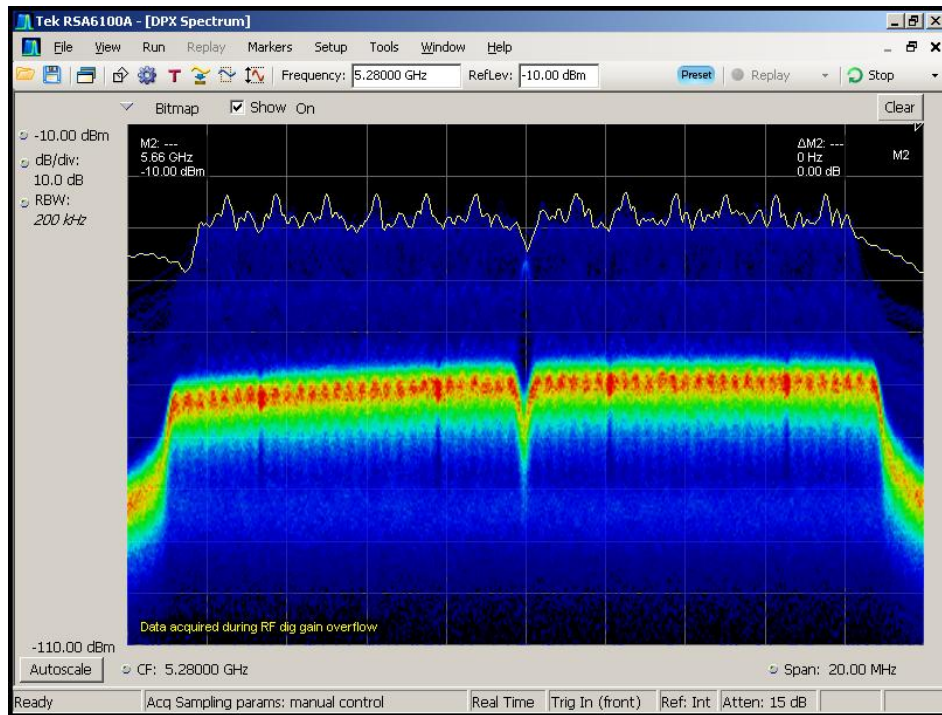 Tek RSA6100A - [DPX Spectrum]
File View Run Replay Markers Setup Tools Window Help
Frequency: 5.28000 GHz RefLev: -10.00 dBm Preset Replay Stop
Bitmap Show On Clear
-10.00 dBm
dB/div:
10.0 dB
RBW:
200 kHz
M2: ---
5.66 GHz
-10.00 dBm
ΔM2: ---
0 Hz
0.00 dB
M2
Data acquired during RF dig gain overflow
-110.00 dBm
Autoscale CF: 5.28000 GHz Span: 20.00 MHz
Ready Acq Sampling params: manual control Real Time Trig In (front) Ref: Int Atten: 15 dB